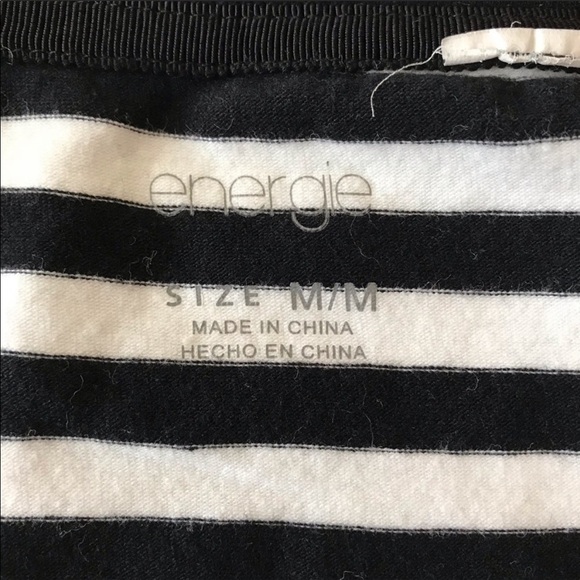 energie
SIZE M/M
MADE IN CHINA
HECHO EN CHINA